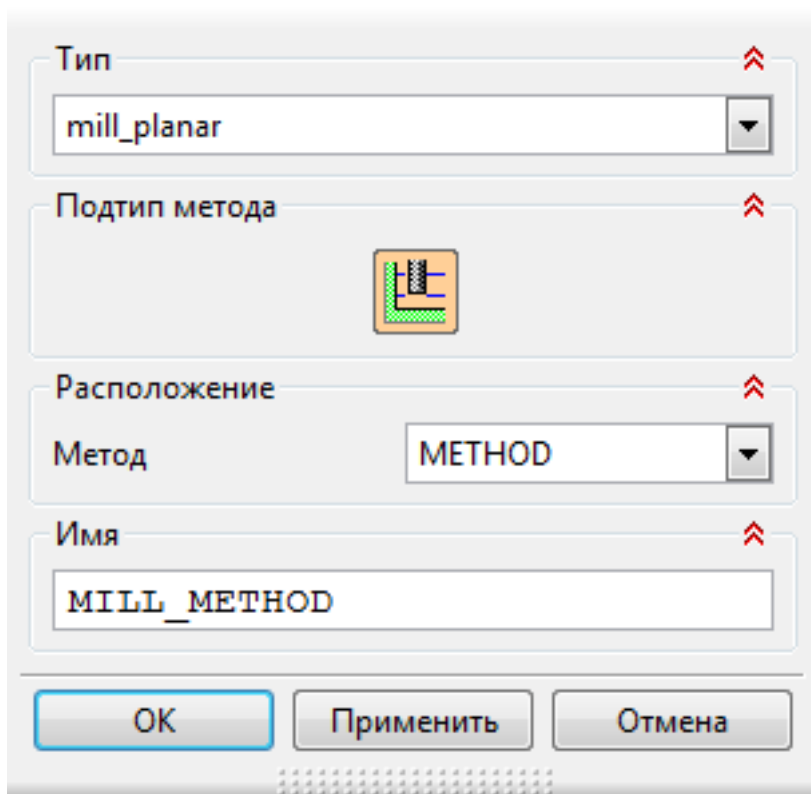 Тип
mill_planar
Подтип метода
Расположение
Метод METHOD
Имя
MILL_METHOD
OK Применить Отмена